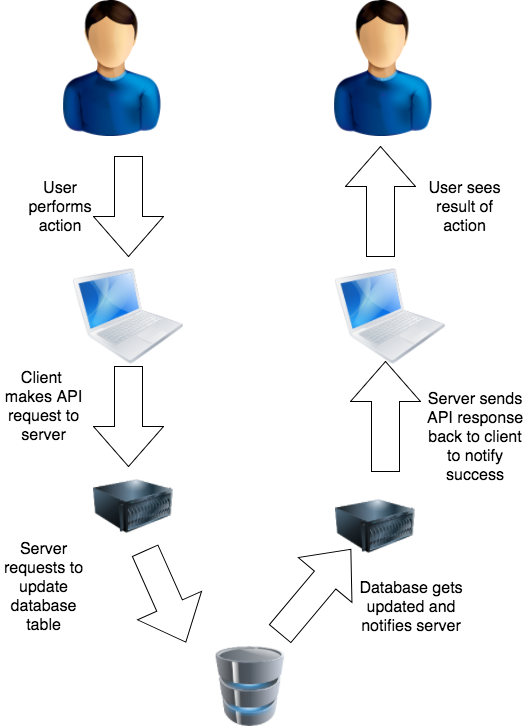 User
performs
action
Client
makes API
request to
server
Server
requests to
update
database
table
Database gets
updated and
notifies server
Server sends
API response
back to client
to notify
success
User sees
result of
action